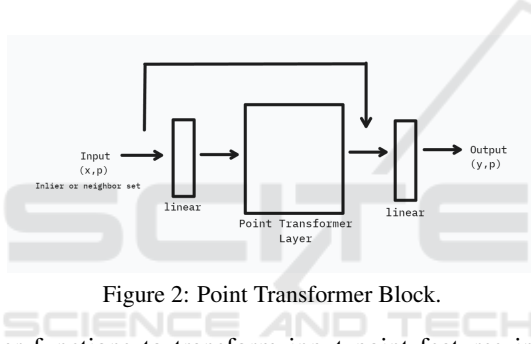 Input
(x,p)
Inlier or neighbor set
linear
Point Transformer
Layer
linear
Output
(y,p)
Figure 2: Point Transformer Block.
SCIENCE AND TECH